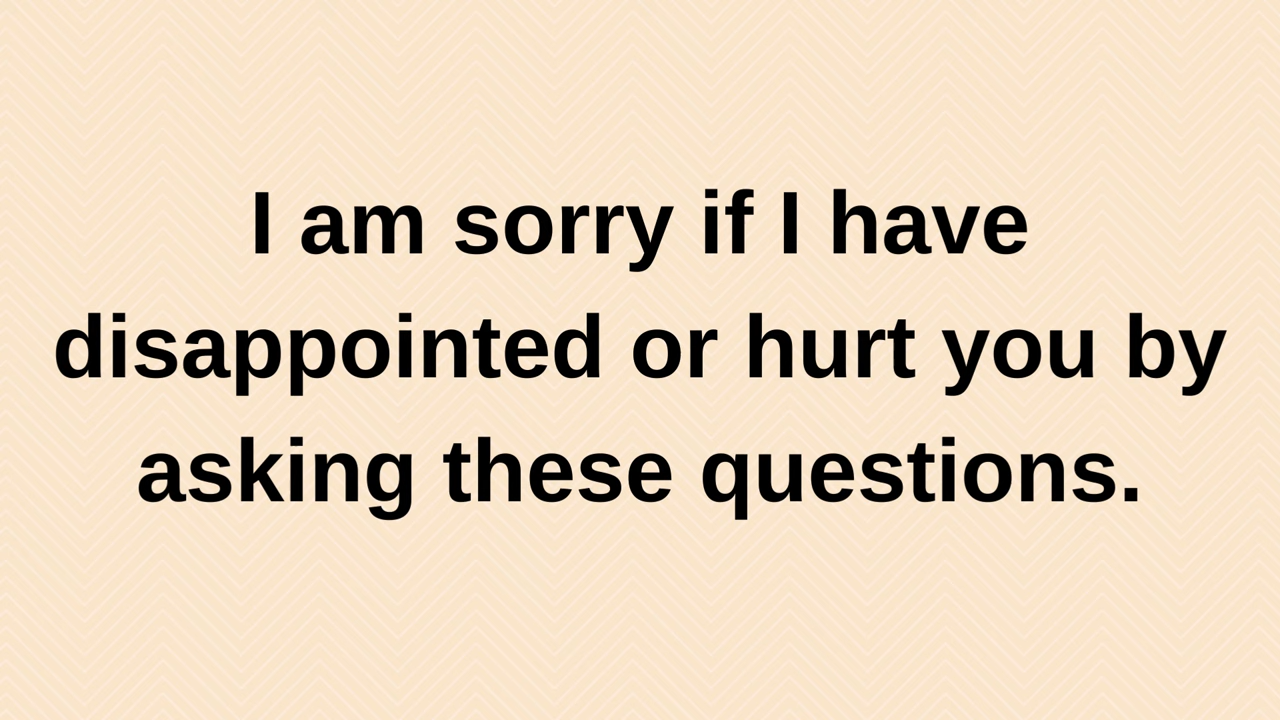 I am sorry if I have
disappointed or hurt you by
asking these questions.